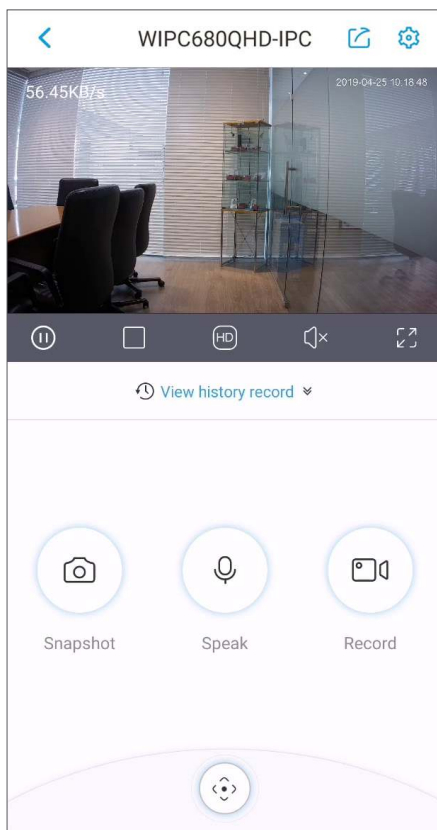 WIPC680QHD-IPC
56.45KB/s
2019-04-25 10:18:48
HD
View history record
Snapshot
Speak
Record